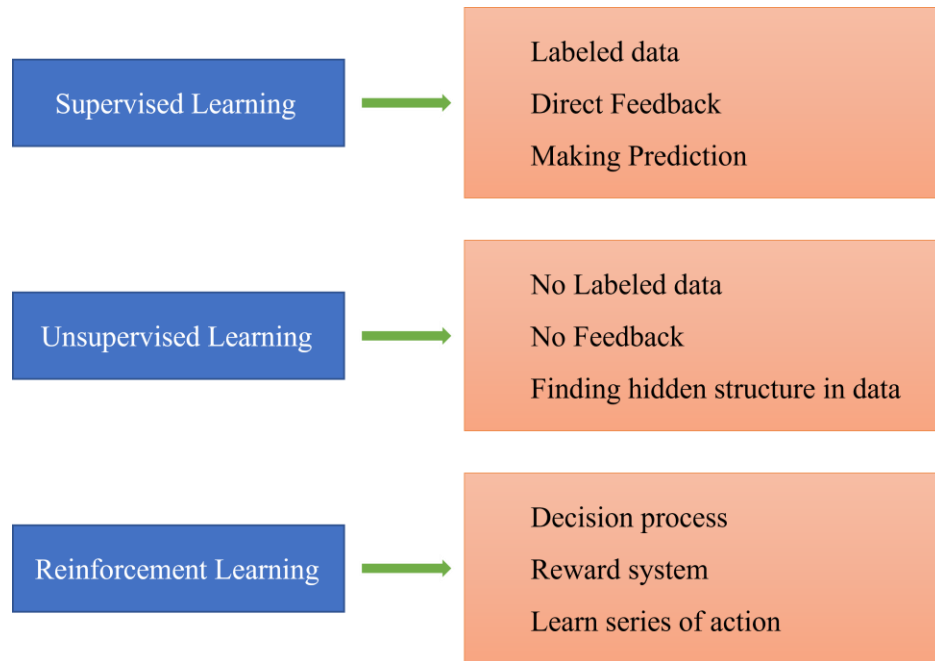 Supervised Learning
Labeled data
Direct Feedback
Making Prediction
Unsupervised Learning
No Labeled data
No Feedback
Finding hidden structure in data
Reinforcement Learning
Decision process
Reward system
Learn series of action